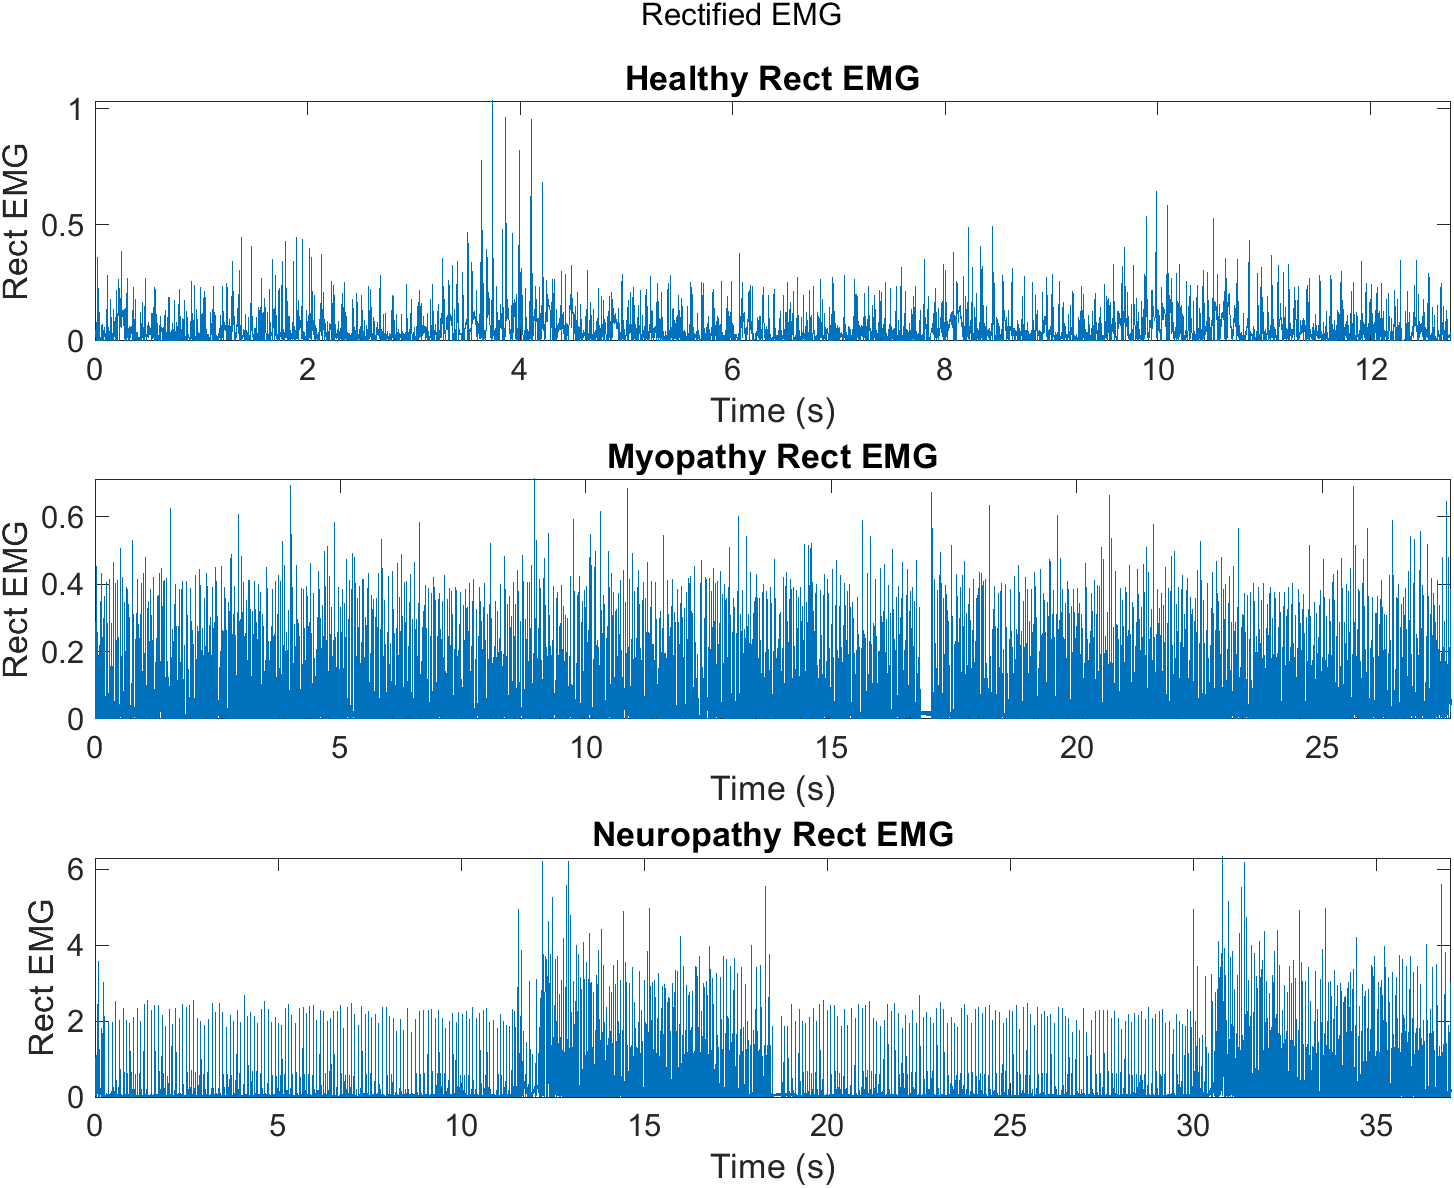 Rectified EMG
Healthy Rect EMG
Rect EMG
1
0.5
0
0 2 4 6 8 10 12
Time (s)
Myopathy Rect EMG
Rect EMG
0.6
0.4
0.2
0
0 5 10 15 20 25
Time (s)
Neuropathy Rect EMG
Rect EMG
6
4
2
0
0 5 10 15 20 25 30 35
Time (s)